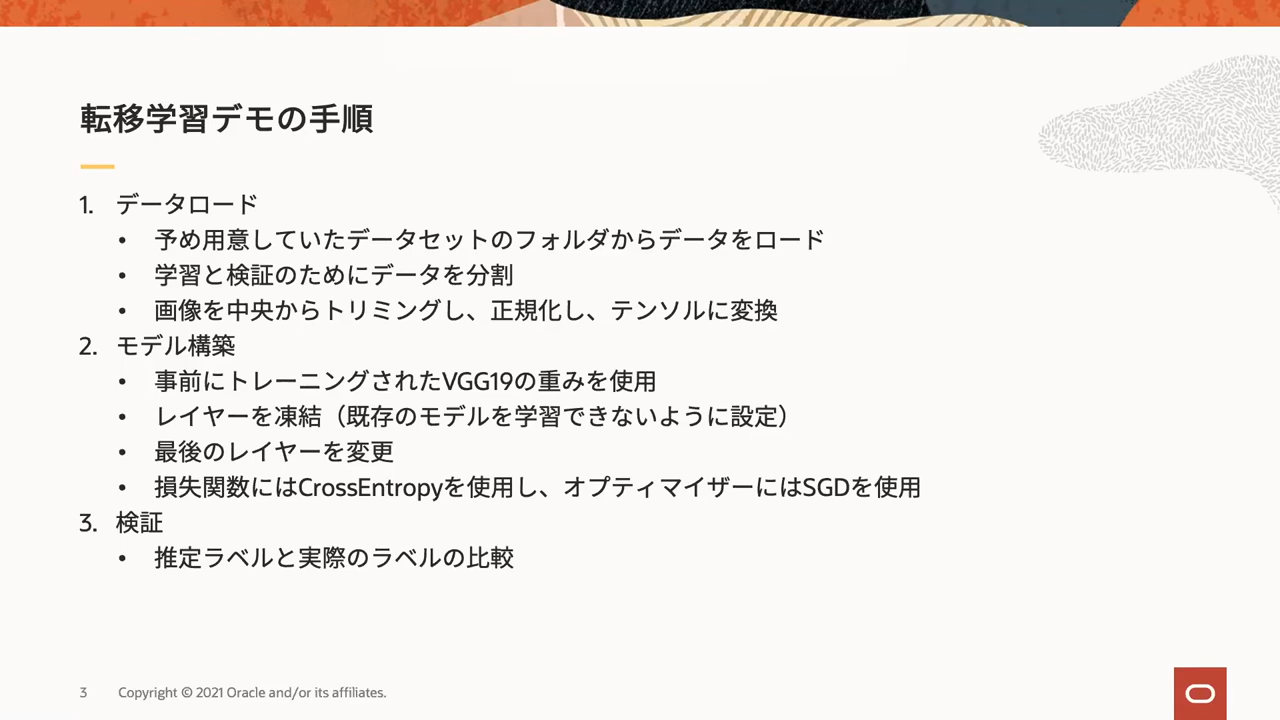 転移学習デモの手順
1. データロード
• 予め用意していたデータセットのフォルダからデータをロード
• 学習と検証のためにデータを分割
• 画像を中央からトリミングし、正規化し、テンソルに変換
2. モデル構築
• 事前にトレーニングされたVGG19の重みを使用
• レイヤーを凍結（既存のモデルを学習できないように設定）
• 最後のレイヤーを変更
• 損失関数にはCrossEntropyを使用し、オプティマイザーにはSGDを使用
3. 検証
• 推定ラベルと実際のラベルの比較
3 Copyright © 2021 Oracle and/or its affiliates.